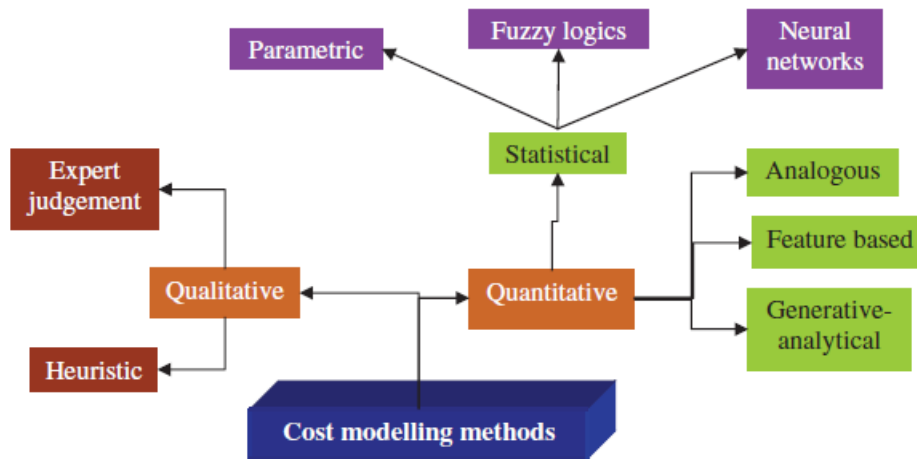 Fuzzy logics
Neural
networks
Parametric
Statistical
Expert
judgement
Analogous
Feature based
Qualitative
Quantitative
Generative-
analytical
Heuristic
Cost modelling methods